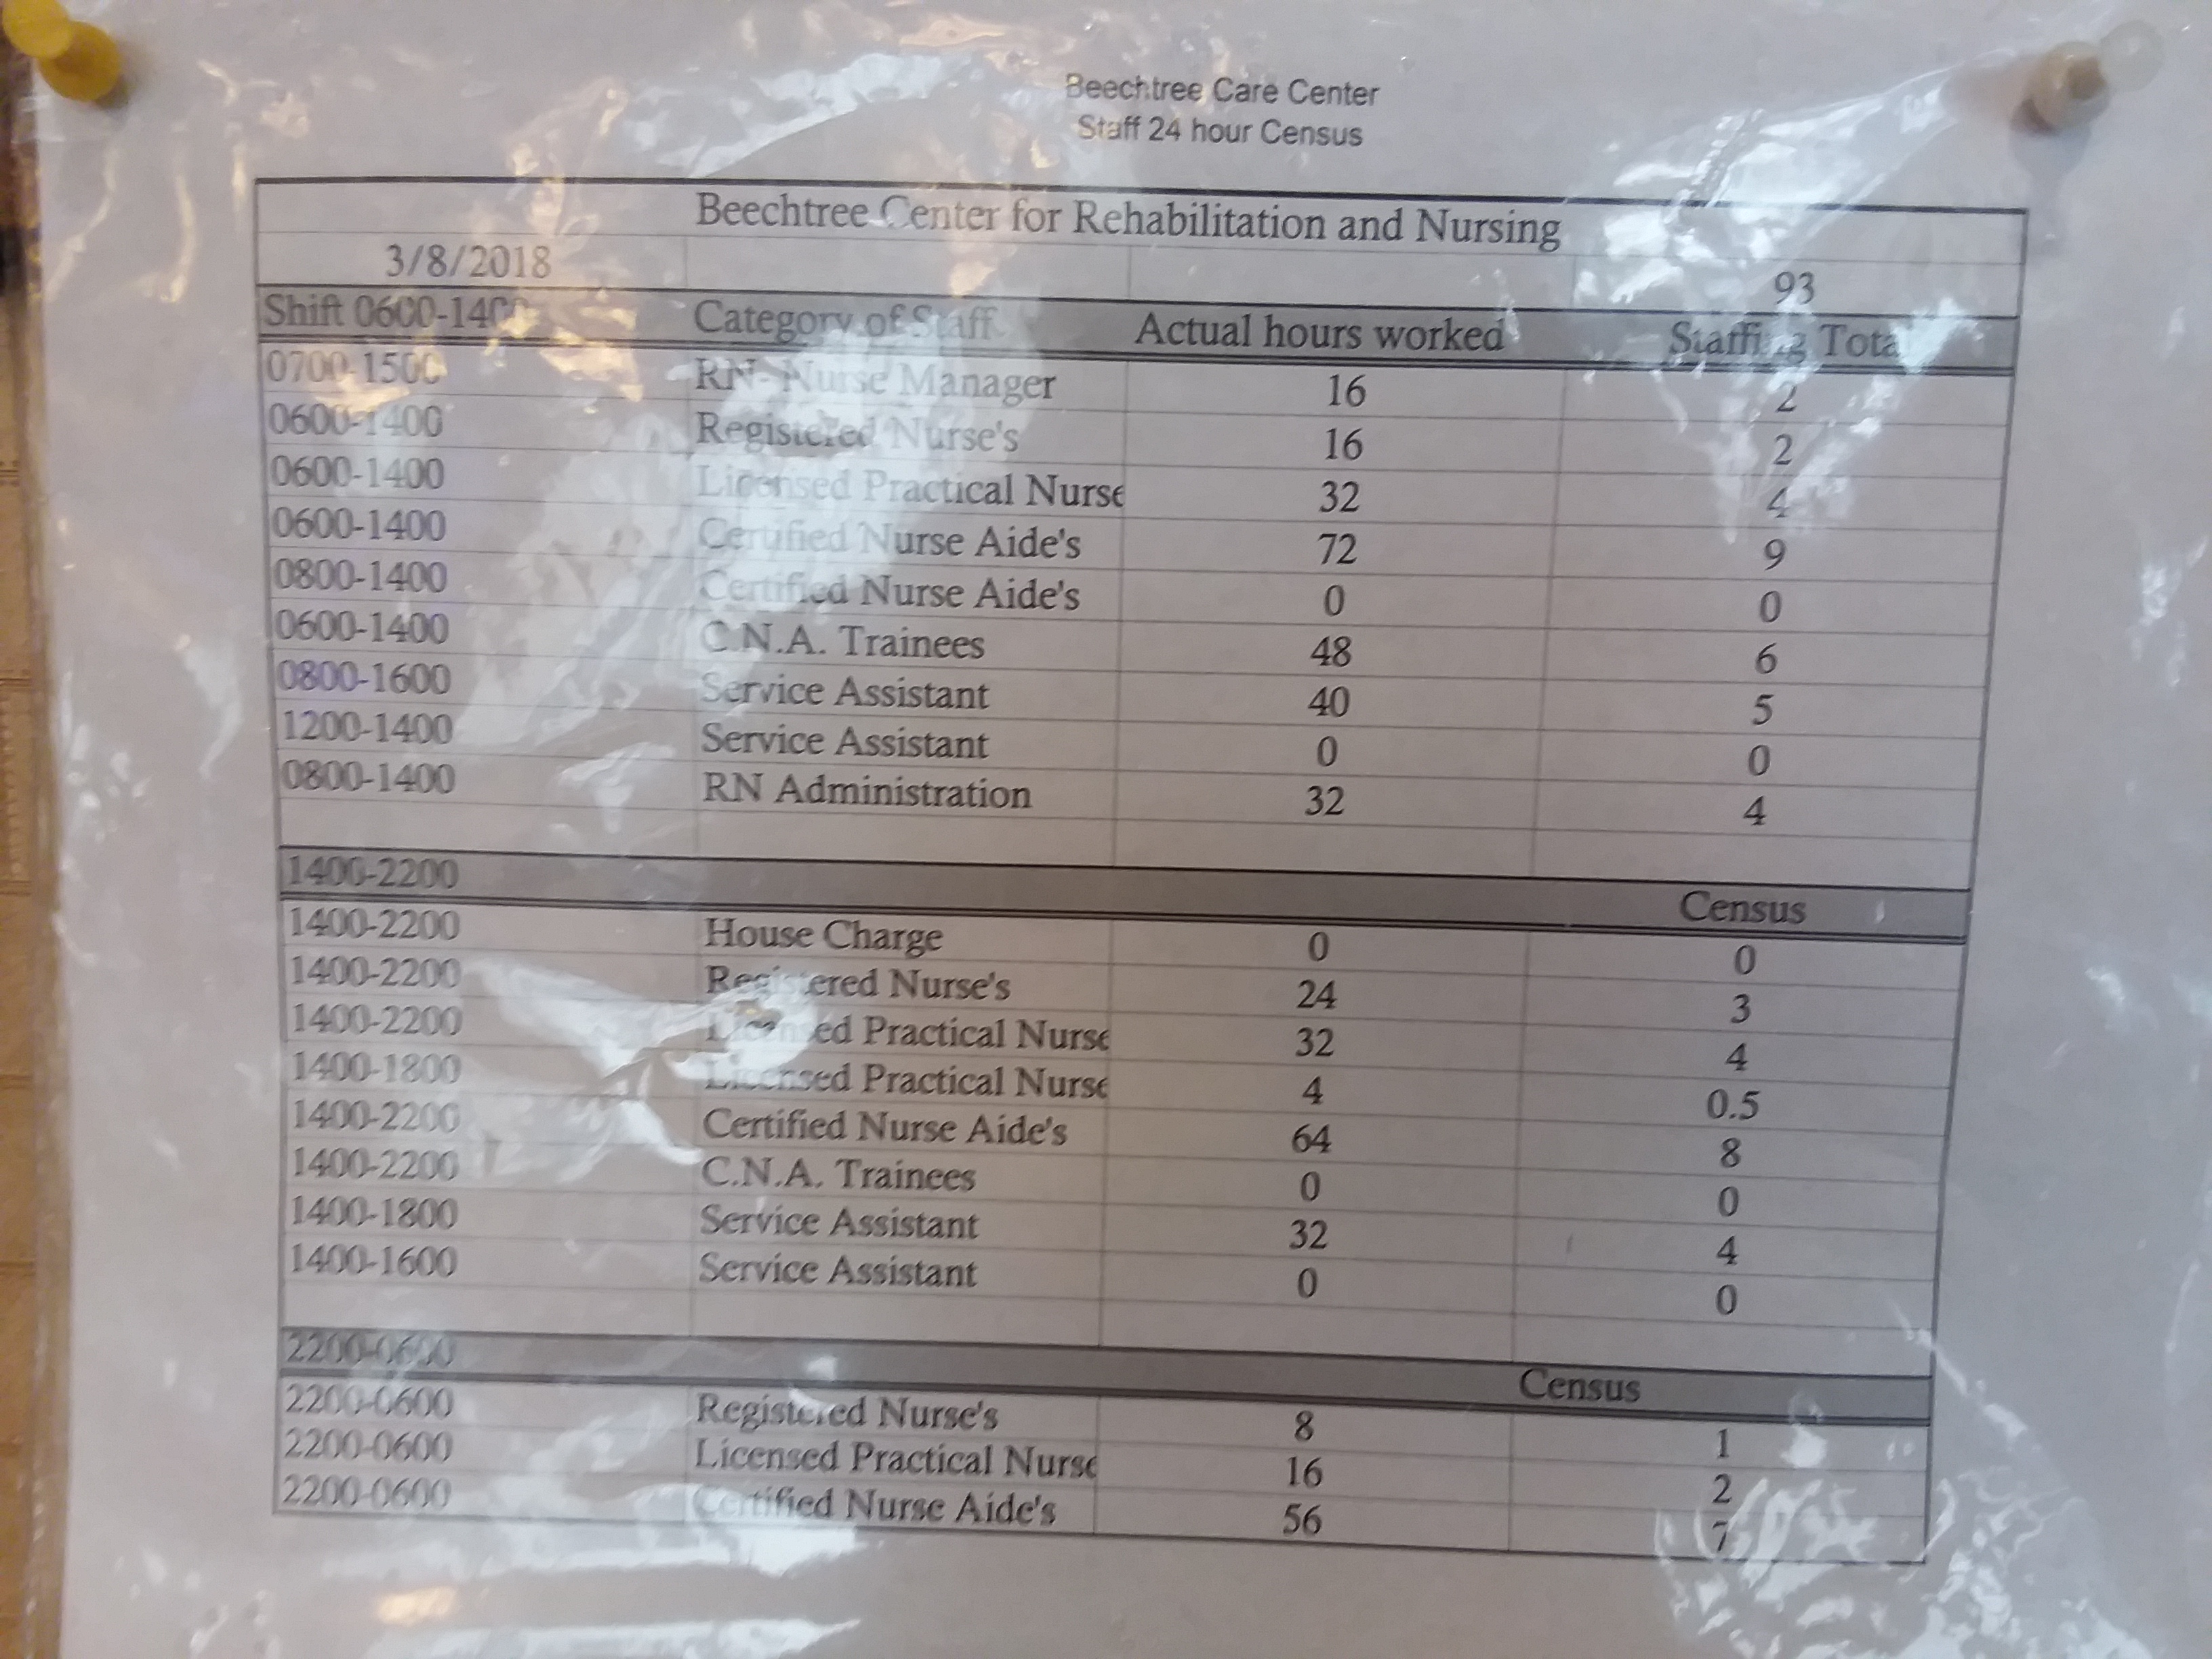 Beechtree Care Center
Staff 24 hour Census
Beechtree Center for Rehabilitation and Nursing
3/8/2018 93
Shift 0600-1400 Category of Staff Actual hours worked Staffing Total
0700-1500 RN- Nurse Manager 16 2
0600-1400 Registered Nurse's 16 2
0600-1400 Licensed Practical Nurse 32 4
0600-1400 Certified Nurse Aide's 72 9
0800-1400 Certified Nurse Aide's 0 0
0600-1400 C.N.A. Trainees 48 6
0800-1600 Service Assistant 40 5
1200-1400 Service Assistant 0 0
0800-1400 RN Administration 32 4
1400-2200 Census
1400-2200 House Charge 0 0
1400-2200 Registered Nurse's 24 3
1400-2200 Licensed Practical Nurse 32 4
1400-1800 Licensed Practical Nurse 4 0.5
1400-2200 Certified Nurse Aide's 64 8
1400-2200 C.N.A. Trainees 0 0
1400-1800 Service Assistant 32 4
1400-1600 Service Assistant 0 0
2200-0600 Census
2200-0600 Registered Nurse's 8 1
2200-0600 Licensed Practical Nurse 16 2
2200-0600 Certified Nurse Aide's 56 7